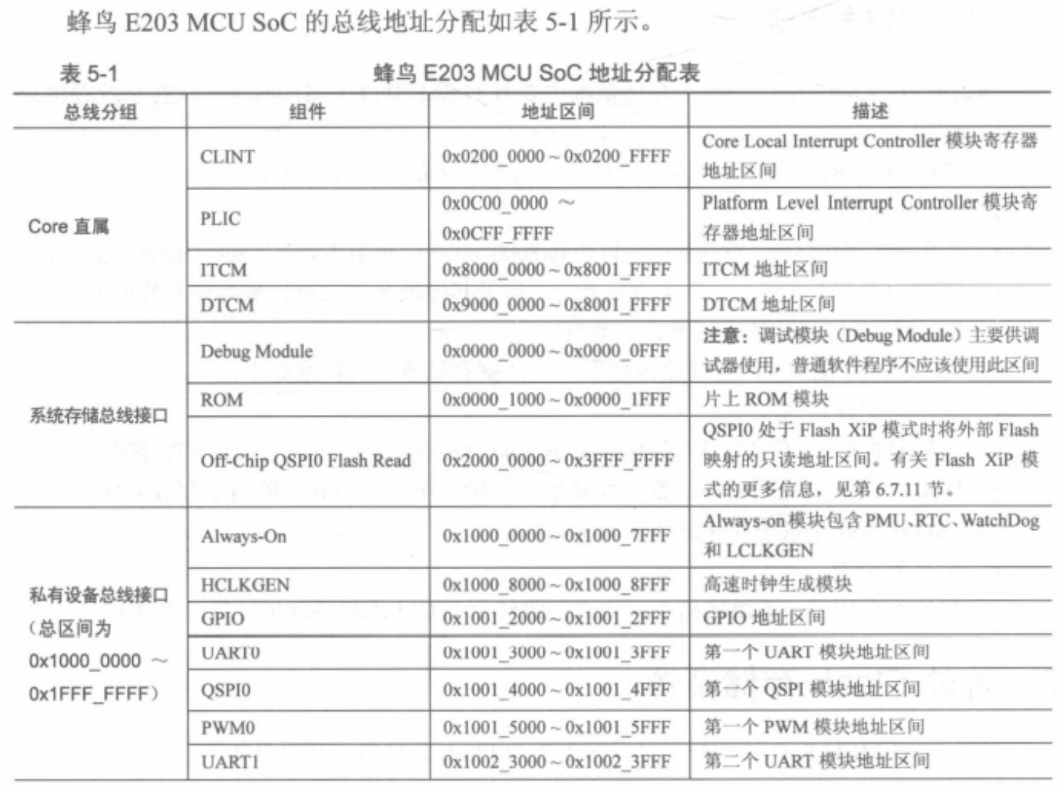 蜂鸟 E203 MCU SoC 的总线地址分配如表 5-1 所示。
表 5-1 蜂鸟 E203 MCU SoC 地址分配表
总线分组 组件 地址区间 描述
Core 直属
CLINT 0x0200_0000 ~ 0x0200_FFFF Core Local Interrupt Controller 模块寄存器
地址区间
PLIC 0x0C00_0000 ~ Platform Level Interrupt Controller 模块寄
0x0CFF_FFFF 存器地址区间
ITCM 0x8000_0000 ~ 0x8001_FFFF ITCM 地址区间
DTCM 0x9000_0000 ~ 0x8001_FFFF DTCM 地址区间
系统存储总线接口
Debug Module 0x0000_0000 ~ 0x0000_0FFF 注意：调试模块（Debug Module）主要供调
试器使用，普通软件程序不应该使用此区间
ROM 0x0000_1000 ~ 0x0000_1FFF 片上 ROM 模块
Off-Chip QSPI0 Flash Read 0x2000_0000 ~ 0x3FFF_FFFF QSPI0 处于 Flash XiP 模式时将外部 Flash
映射的只读地址区间。有关 Flash XiP 模
式的更多信息，见第 6.7.11 节。
私有设备总线接口
（总区间为
0x1000_0000 ~
0x1FFF_FFFF）
Always-On 0x1000_0000 ~ 0x1000_7FFF Always-on 模块包含 PMU、RTC、WatchDog
和 LCLKGEN
HCLKGEN 0x1000_8000 ~ 0x1000_8FFF 高速时钟生成模块
GPIO 0x1001_2000 ~ 0x1001_2FFF GPIO 地址区间
UART0 0x1001_3000 ~ 0x1001_3FFF 第一个 UART 模块地址区间
QSPI0 0x1001_4000 ~ 0x1001_4FFF 第一个 QSPI 模块地址区间
PWM0 0x1001_5000 ~ 0x1001_5FFF 第一个 PWM 模块地址区间
UART1 0x1002_3000 ~ 0x1002_3FFF 第二个 UART 模块地址区间